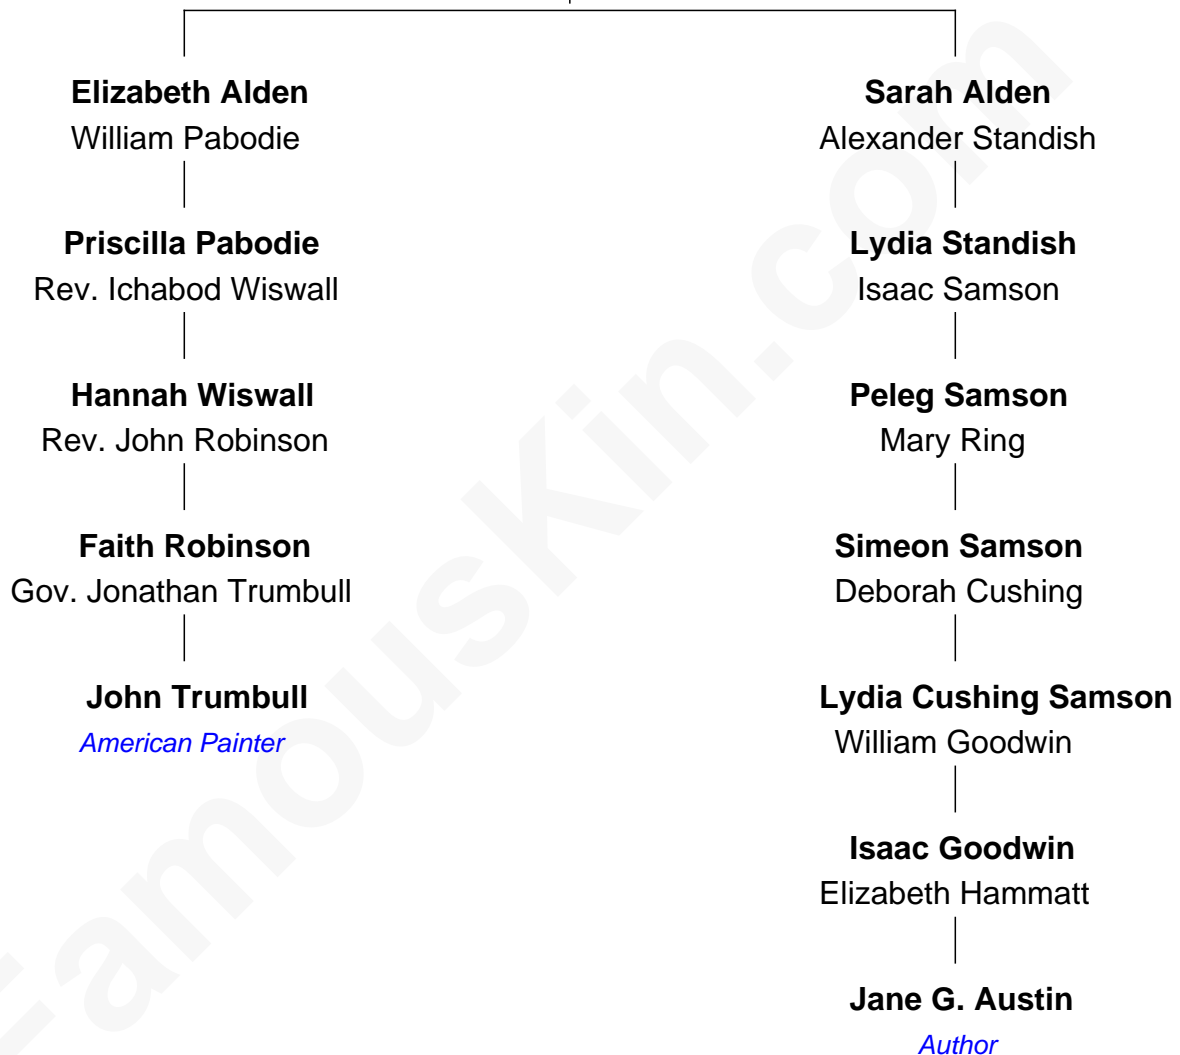 Elizabeth Alden
William Pabodie
Priscilla Pabodie
Rev. Ichabod Wiswall
Hannah Wiswall
Rev. John Robinson
Faith Robinson
Gov. Jonathan Trumbull
John Trumbull
American Painter
Sarah Alden
Alexander Standish
Lydia Standish
Isaac Samson
Peleg Samson
Mary Ring
Simeon Samson
Deborah Cushing
Lydia Cushing Samson
William Goodwin
Isaac Goodwin
Elizabeth Hammatt
Jane G. Austin
Author
FamousKin.com